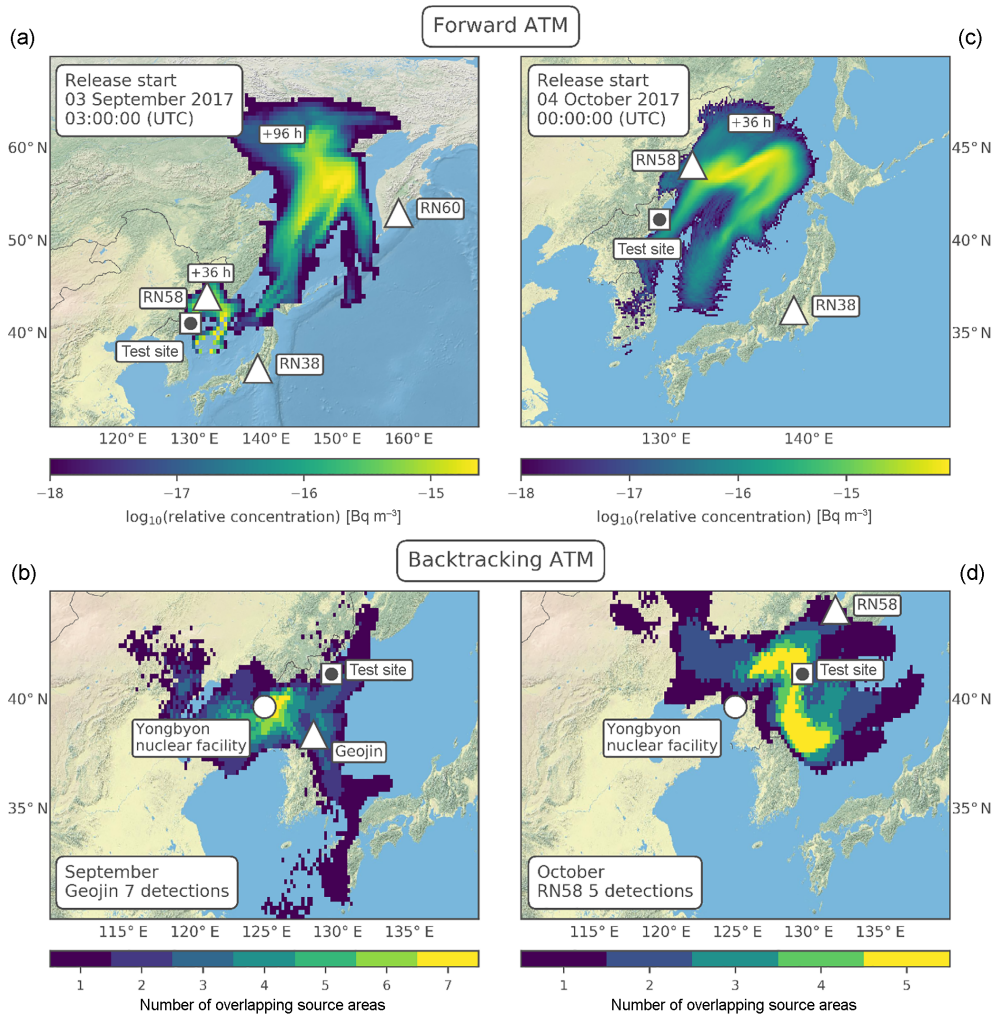 Forward ATM
(a)
(c)
Release start
03 September 2017
03:00:00 (UTC)
+96 h
RN60
+36 h
RN58
Test site
RN38
60° N
50° N
40° N
120° E 130° E 140° E 150° E 160° E
−18 −17 −16 −15
log10(relative concentration) [Bq m−3]
Release start
04 October 2017
00:00:00 (UTC)
+36 h
RN58
Test site
RN38
45° N
40° N
35° N
130° E 140° E
−18 −17 −16 −15
log10(relative concentration) [Bq m−3]
Backtracking ATM
(b)
(d)
Test site
Yongbyon
nuclear facility
Geojin
September
Geojin 7 detections
40° N
35° N
115° E 120° E 125° E 130° E 135° E
1 2 3 4 5 6 7
Number of overlapping source areas
RN58
Test site
Yongbyon
nuclear facility
October
RN58 5 detections
40° N
35° N
115° E 120° E 125° E 130° E 135° E
1 2 3 4 5
Number of overlapping source areas